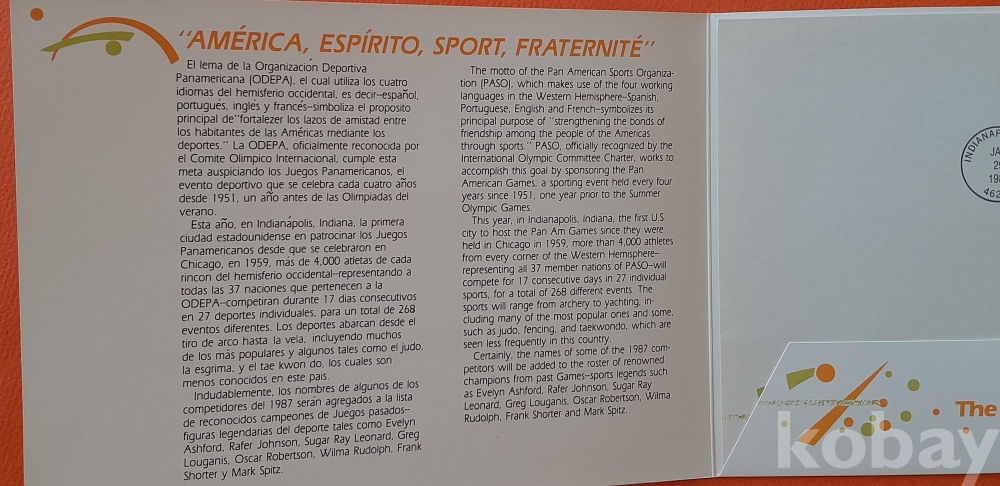 "AMÉRICA, ESPÍRITO, SPORT, FRATERNITÉ"
El lema de la Organización Deportiva
Panamericana (ODEPA), el cual utiliza los cuatro
idiomas del hemisferio occidental, es decir–español,
portugués, inglés y francés–simboliza el proposito
principal de "fortalecer los lazos de amistad entre
los habitantes de las Américas mediante los
deportes." La ODEPA, oficialmente reconocida por
el Comite Olimpico Internacional, cumple esta
meta auspiciando los Juegos Panamericanos, el
evento deportivo que se celebra cada cuatro años
desde 1951, un año antes de las Olimpiadas del
verano.
Esta año, en Indianápolis, Indiana, la primera
ciudad estadounidense en patrocinar los Juegos
Panamericanos desde que se celebraron en
Chicago, en 1959, más de 4,000 atletas de cada
rincon del hemisferio occidental–representando a
todas las 37 naciones que pertenecen a la
ODEPA–competiran durante 17 dias consecutivos
en 27 deportes individuales, para un total de 268
eventos diferentes. Los deportes abarcan desde el
tiro de arco hasta la vela, incluyendo muchos
de los más populares y algunos tales como el judo,
la esgrima, y el tae kwon do, los cuales son
menos conocidos en este país.
Indudablemente, los nombres de algunos de los
competidores del 1987 serán agregados a la lista
de reconocidos campeones de Juegos pasados–
figuras legendarias del deporte tales como Evelyn
Ashford, Rafer Johnson, Sugar Ray Leonard, Greg
Louganis, Oscar Robertson, Wilma Rudolph, Frank
Shorter y Mark Spitz.
The motto of the Pan American Sports Organiza-
tion (PASO), which makes use of the four working
languages in the Western Hemisphere–Spanish,
Portuguese, English and French–symbolizes its
principal purpose of "strengthening the bonds of
friendship among the people of the Americas
through sports." PASO, officially recognized by the
International Olympic Committee Charter, works to
accomplish this goal by sponsoring the Pan
American Games, a sporting event held every four
years since 1951, one year prior to the Summer
Olympic Games.
This year, in Indianapolis, Indiana, the first U.S.
city to host the Pan Am Games since they were
held in Chicago in 1959, more than 4,000 athletes
from every corner of the Western Hemisphere–
representing all 37 member nations of PASO–will
compete for 17 consecutive days in 27 individual
sports, for a total of 268 different events. The
sports will range from archery to yachting, in-
cluding many of the most popular ones and some,
such as judo, fencing, and taekwondo, which are
seen less frequently in this country.
Certainly, the names of some of the 1987 com-
petitors will be added to the roster of renowned
champions from past Games–sports legends such
as Evelyn Ashford, Rafer Johnson, Sugar Ray
Leonard, Greg Louganis, Oscar Robertson, Wilma
Rudolph, Frank Shorter and Mark Spitz.
INDIANAP
JA
29
198
462
The
kobay